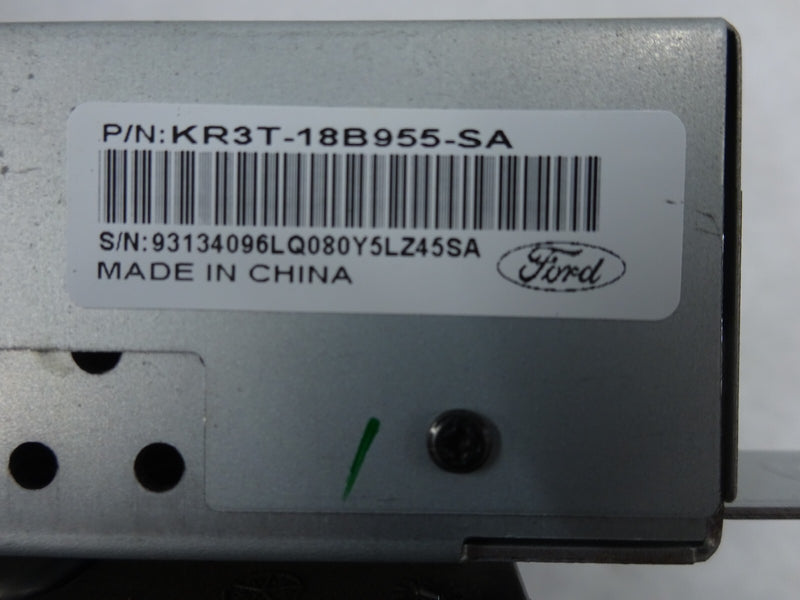 P/N:KR3T-18B955-SA
S/N:93134096LQ080Y5LZ45SA
MADE IN CHINA
Ford